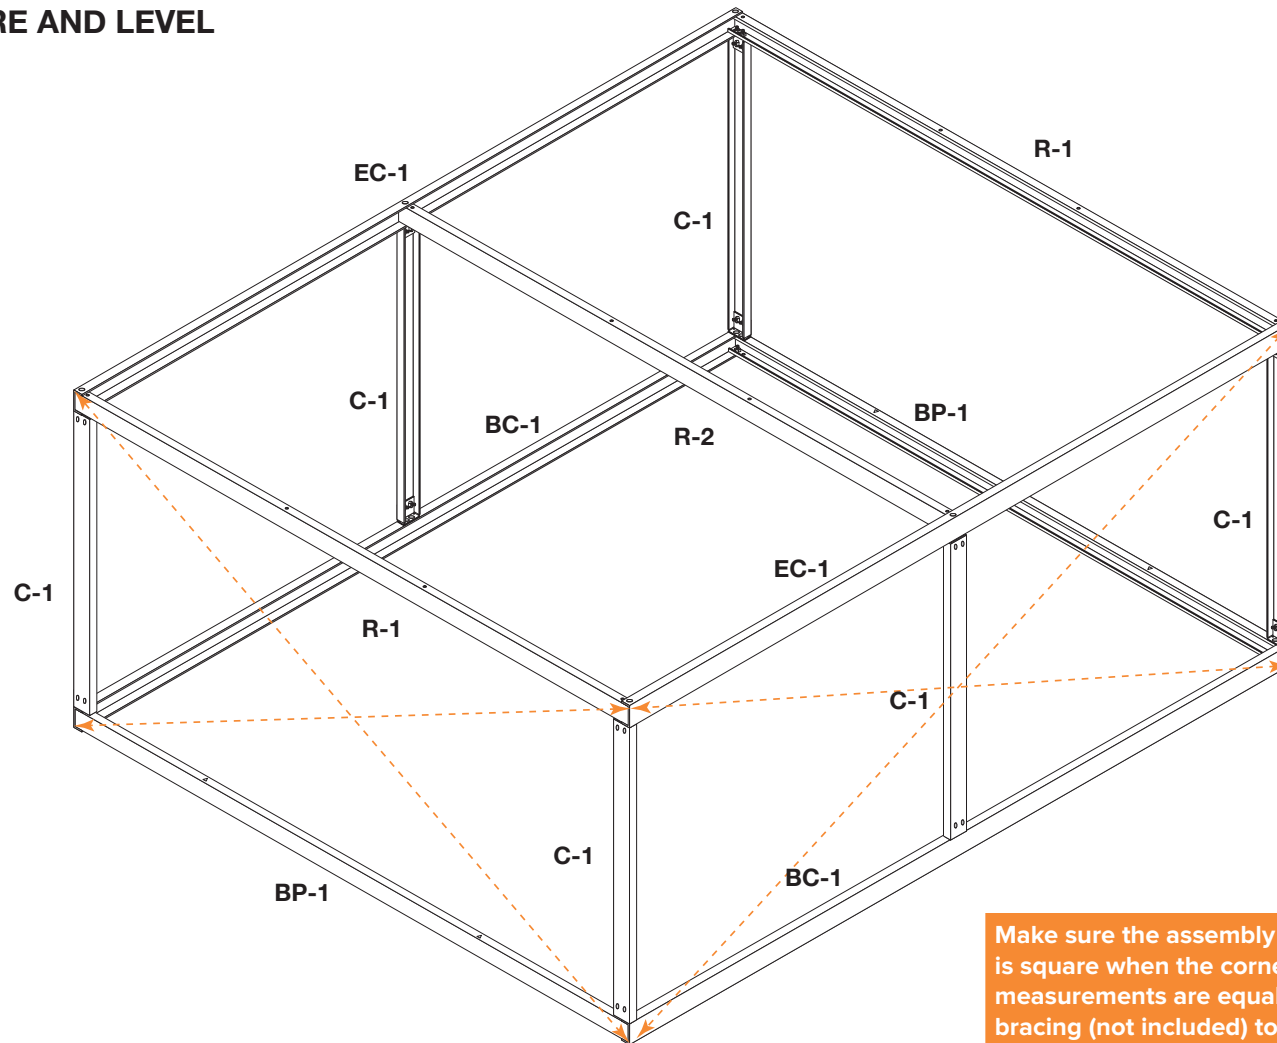 RE AND LEVEL
R-1
EC-1
C-1
C-1
BP-1
BC-1
R-2
C-1
EC-1
C-1
R-1
C-1
C-1
BC-1
BP-1
Make sure the assembly
is square when the corne
measurements are equal
bracing (not included) to